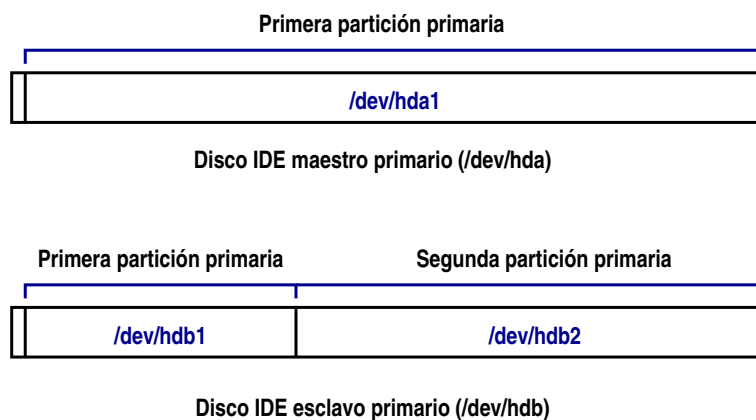 Primera partición primaria
/dev/hda1
Disco IDE maestro primario (/dev/hda)
Primera partición primaria Segunda partición primaria
/dev/hdb1 /dev/hdb2
Disco IDE esclavo primario (/dev/hdb)